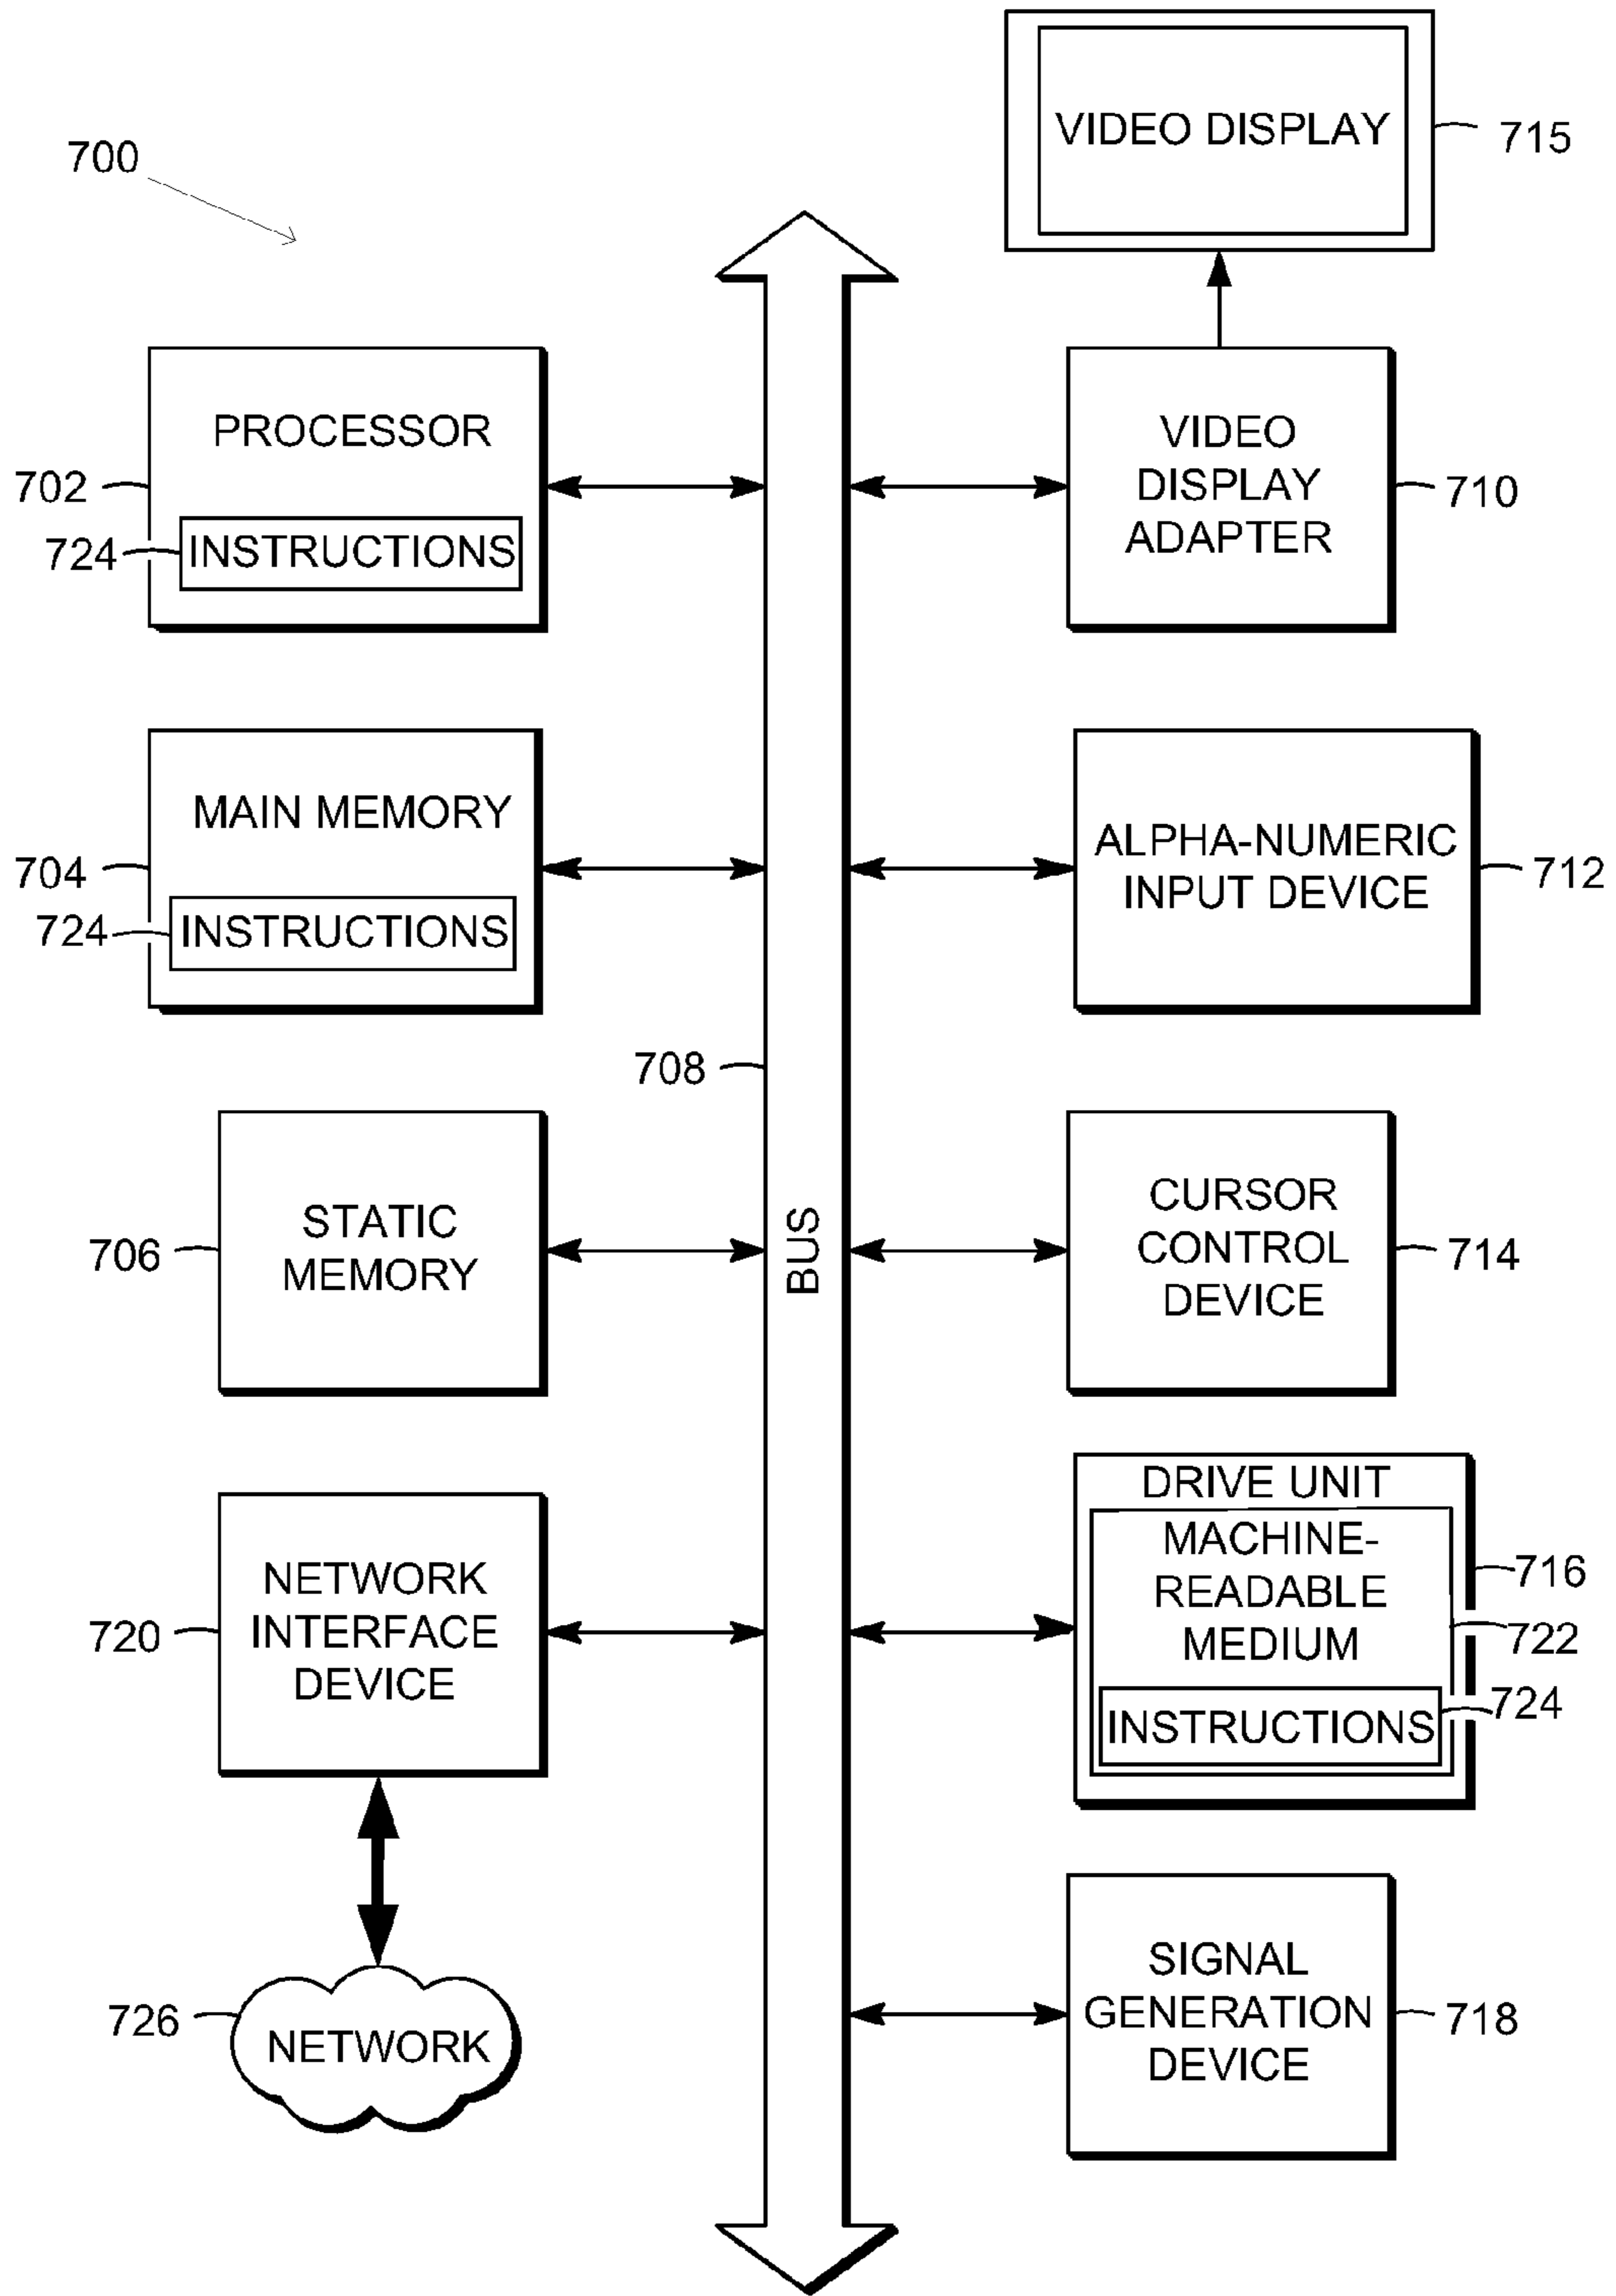 VIDEO DISPLAY
715
700
PROCESSOR
702
724
INSTRUCTIONS
VIDEO
DISPLAY
ADAPTER
710
MAIN MEMORY
704
724
INSTRUCTIONS
ALPHA-NUMERIC
INPUT DEVICE
712
708
BUS
STATIC
MEMORY
706
CURSOR
CONTROL
DEVICE
714
NETWORK
INTERFACE
DEVICE
720
DRIVE UNIT
MACHINE-
READABLE
MEDIUM
INSTRUCTIONS
716
722
724
726
NETWORK
SIGNAL
GENERATION
DEVICE
718